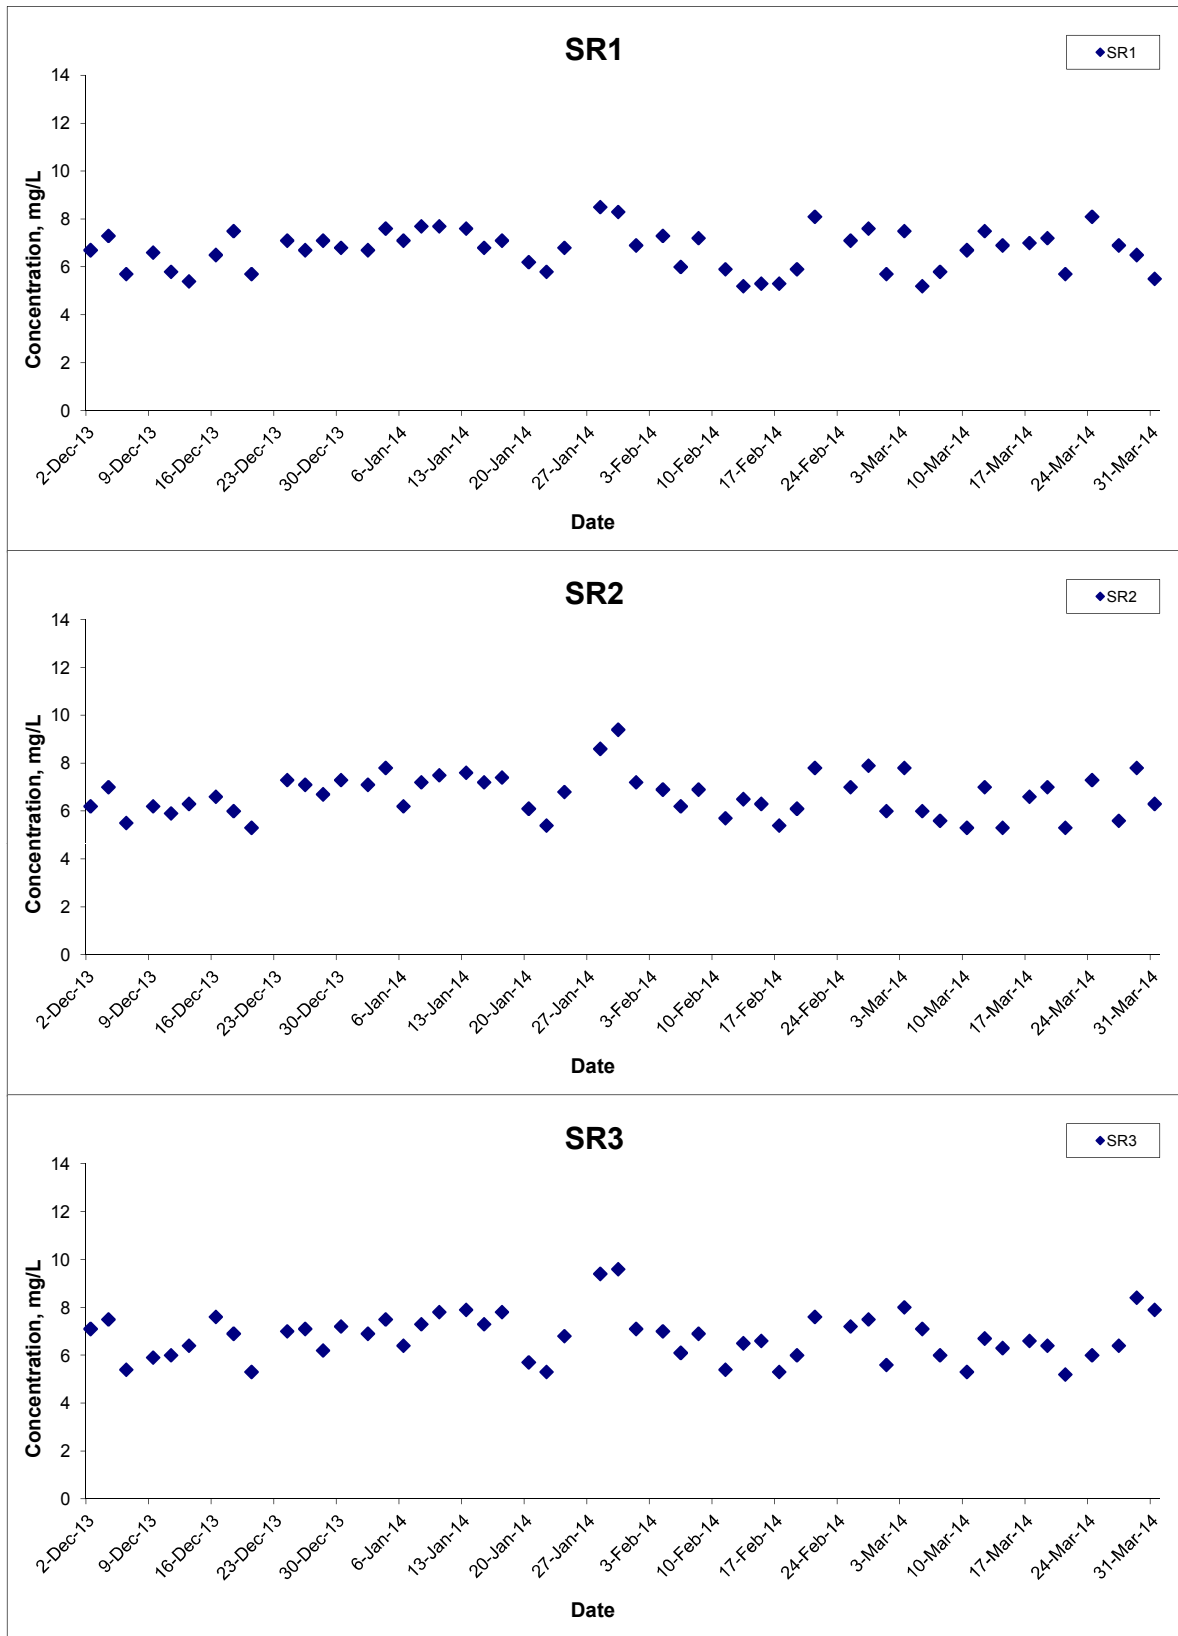 SR1
SR1
Concentration, mg/L
14
12
10
8
6
4
2
0
2-Dec-13
9-Dec-13
16-Dec-13
23-Dec-13
30-Dec-13
6-Jan-14
13-Jan-14
20-Jan-14
27-Jan-14
3-Feb-14
10-Feb-14
17-Feb-14
24-Feb-14
3-Mar-14
10-Mar-14
17-Mar-14
24-Mar-14
31-Mar-14
Date
SR2
SR2
Concentration, mg/L
14
12
10
8
6
4
2
0
2-Dec-13
9-Dec-13
16-Dec-13
23-Dec-13
30-Dec-13
6-Jan-14
13-Jan-14
20-Jan-14
27-Jan-14
3-Feb-14
10-Feb-14
17-Feb-14
24-Feb-14
3-Mar-14
10-Mar-14
17-Mar-14
24-Mar-14
31-Mar-14
Date
SR3
SR3
Concentration, mg/L
14
12
10
8
6
4
2
0
2-Dec-13
9-Dec-13
16-Dec-13
23-Dec-13
30-Dec-13
6-Jan-14
13-Jan-14
20-Jan-14
27-Jan-14
3-Feb-14
10-Feb-14
17-Feb-14
24-Feb-14
3-Mar-14
10-Mar-14
17-Mar-14
24-Mar-14
31-Mar-14
Date